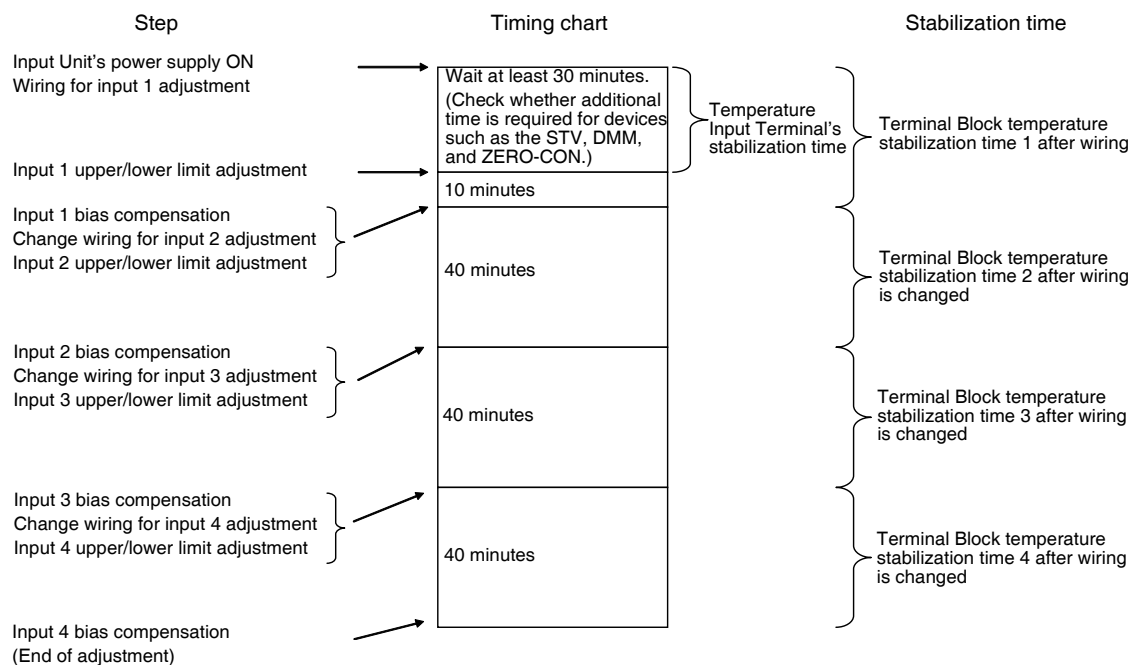 Step
Timing chart
Stabilization time
Input Unit's power supply ON
Wiring for input 1 adjustment
Wait at least 30 minutes.
(Check whether additional
time is required for devices
such as the STV, DMM,
and ZERO-CON.)
Temperature
Input Terminal's
stabilization time
Terminal Block temperature
stabilization time 1 after wiring
Input 1 upper/lower limit adjustment
10 minutes
Input 1 bias compensation
Change wiring for input 2 adjustment
Input 2 upper/lower limit adjustment
40 minutes
Terminal Block temperature
stabilization time 2 after wiring
is changed
Input 2 bias compensation
Change wiring for input 3 adjustment
Input 3 upper/lower limit adjustment
40 minutes
Terminal Block temperature
stabilization time 3 after wiring
is changed
Input 3 bias compensation
Change wiring for input 4 adjustment
Input 4 upper/lower limit adjustment
40 minutes
Terminal Block temperature
stabilization time 4 after wiring
is changed
Input 4 bias compensation
(End of adjustment)